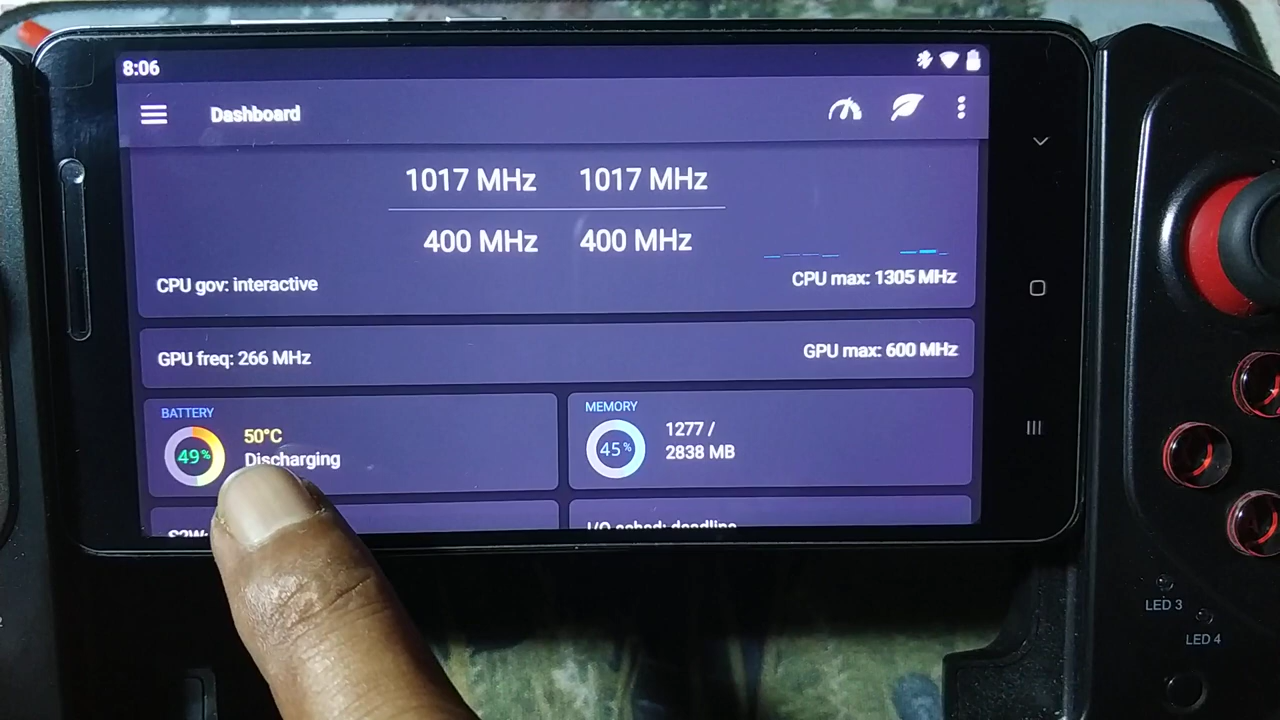 8:06
Dashboard
1017 MHz 1017 MHz
400 MHz 400 MHz
CPU gov: interactive
CPU max: 1305 MHz
GPU freq: 266 MHz
GPU max: 600 MHz
BATTERY
49%
50°C
Discharging
MEMORY
45%
1277 /
2838 MB
S2W:
I/O sched: deadline
LED 3
LED 4